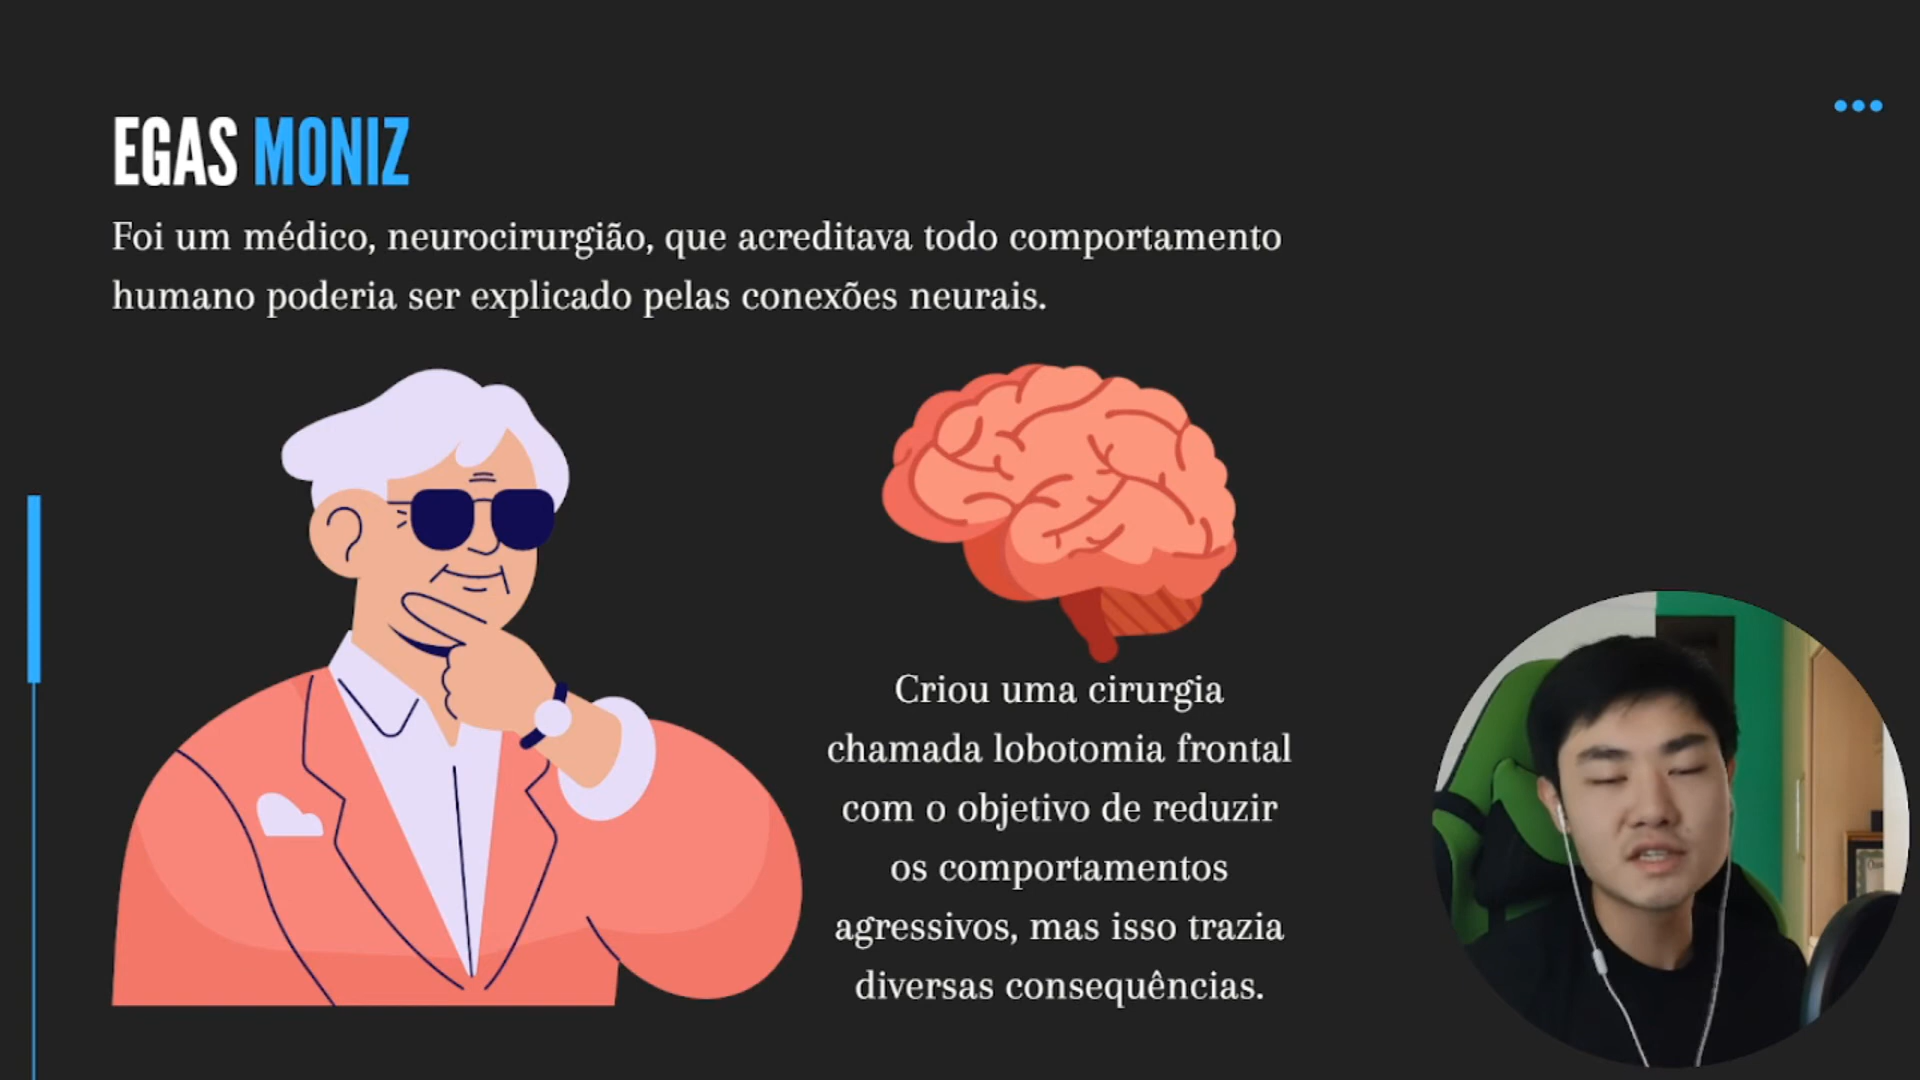 EGAS MONIZ
Foi um médico, neurocirurgião, que acreditava todo comportamento
humano poderia ser explicado pelas conexões neurais.
Criou uma cirurgia
chamada lobotomia frontal
com o objetivo de reduzir
os comportamentos
agressivos, mas isso trazia
diversas consequências.